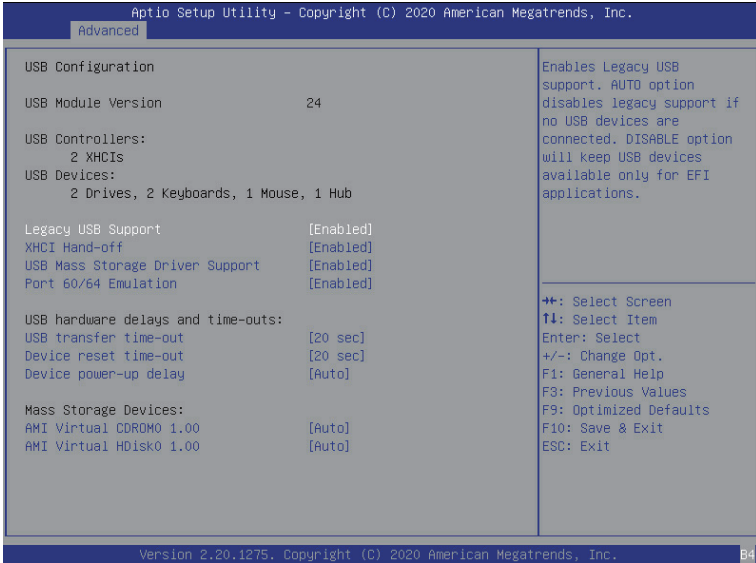 Aptio Setup Utility – Copyright (C) 2020 American Megatrends, Inc.
Advanced
USB Configuration
USB Module Version 24
USB Controllers:
2 XHCIs
USB Devices:
2 Drives, 2 Keyboards, 1 Mouse, 1 Hub
Legacy USB Support [Enabled]
XHCI Hand-off [Enabled]
USB Mass Storage Driver Support [Enabled]
Port 60/64 Emulation [Enabled]
USB hardware delays and time-outs:
USB transfer time-out [20 sec]
Device reset time-out [20 sec]
Device power-up delay [Auto]
Mass Storage Devices:
AMI Virtual CDROM0 1.00 [Auto]
AMI Virtual HDisk0 1.00 [Auto]
Enables Legacy USB
support. AUTO option
disables legacy support if
no USB devices are
connected. DISABLE option
will keep USB devices
available only for EFI
applications.
→←: Select Screen
↑↓: Select Item
Enter: Select
+/-: Change Opt.
F1: General Help
F3: Previous Values
F9: Optimized Defaults
F10: Save & Exit
ESC: Exit
Version 2.20.1275. Copyright (C) 2020 American Megatrends, Inc.
B4